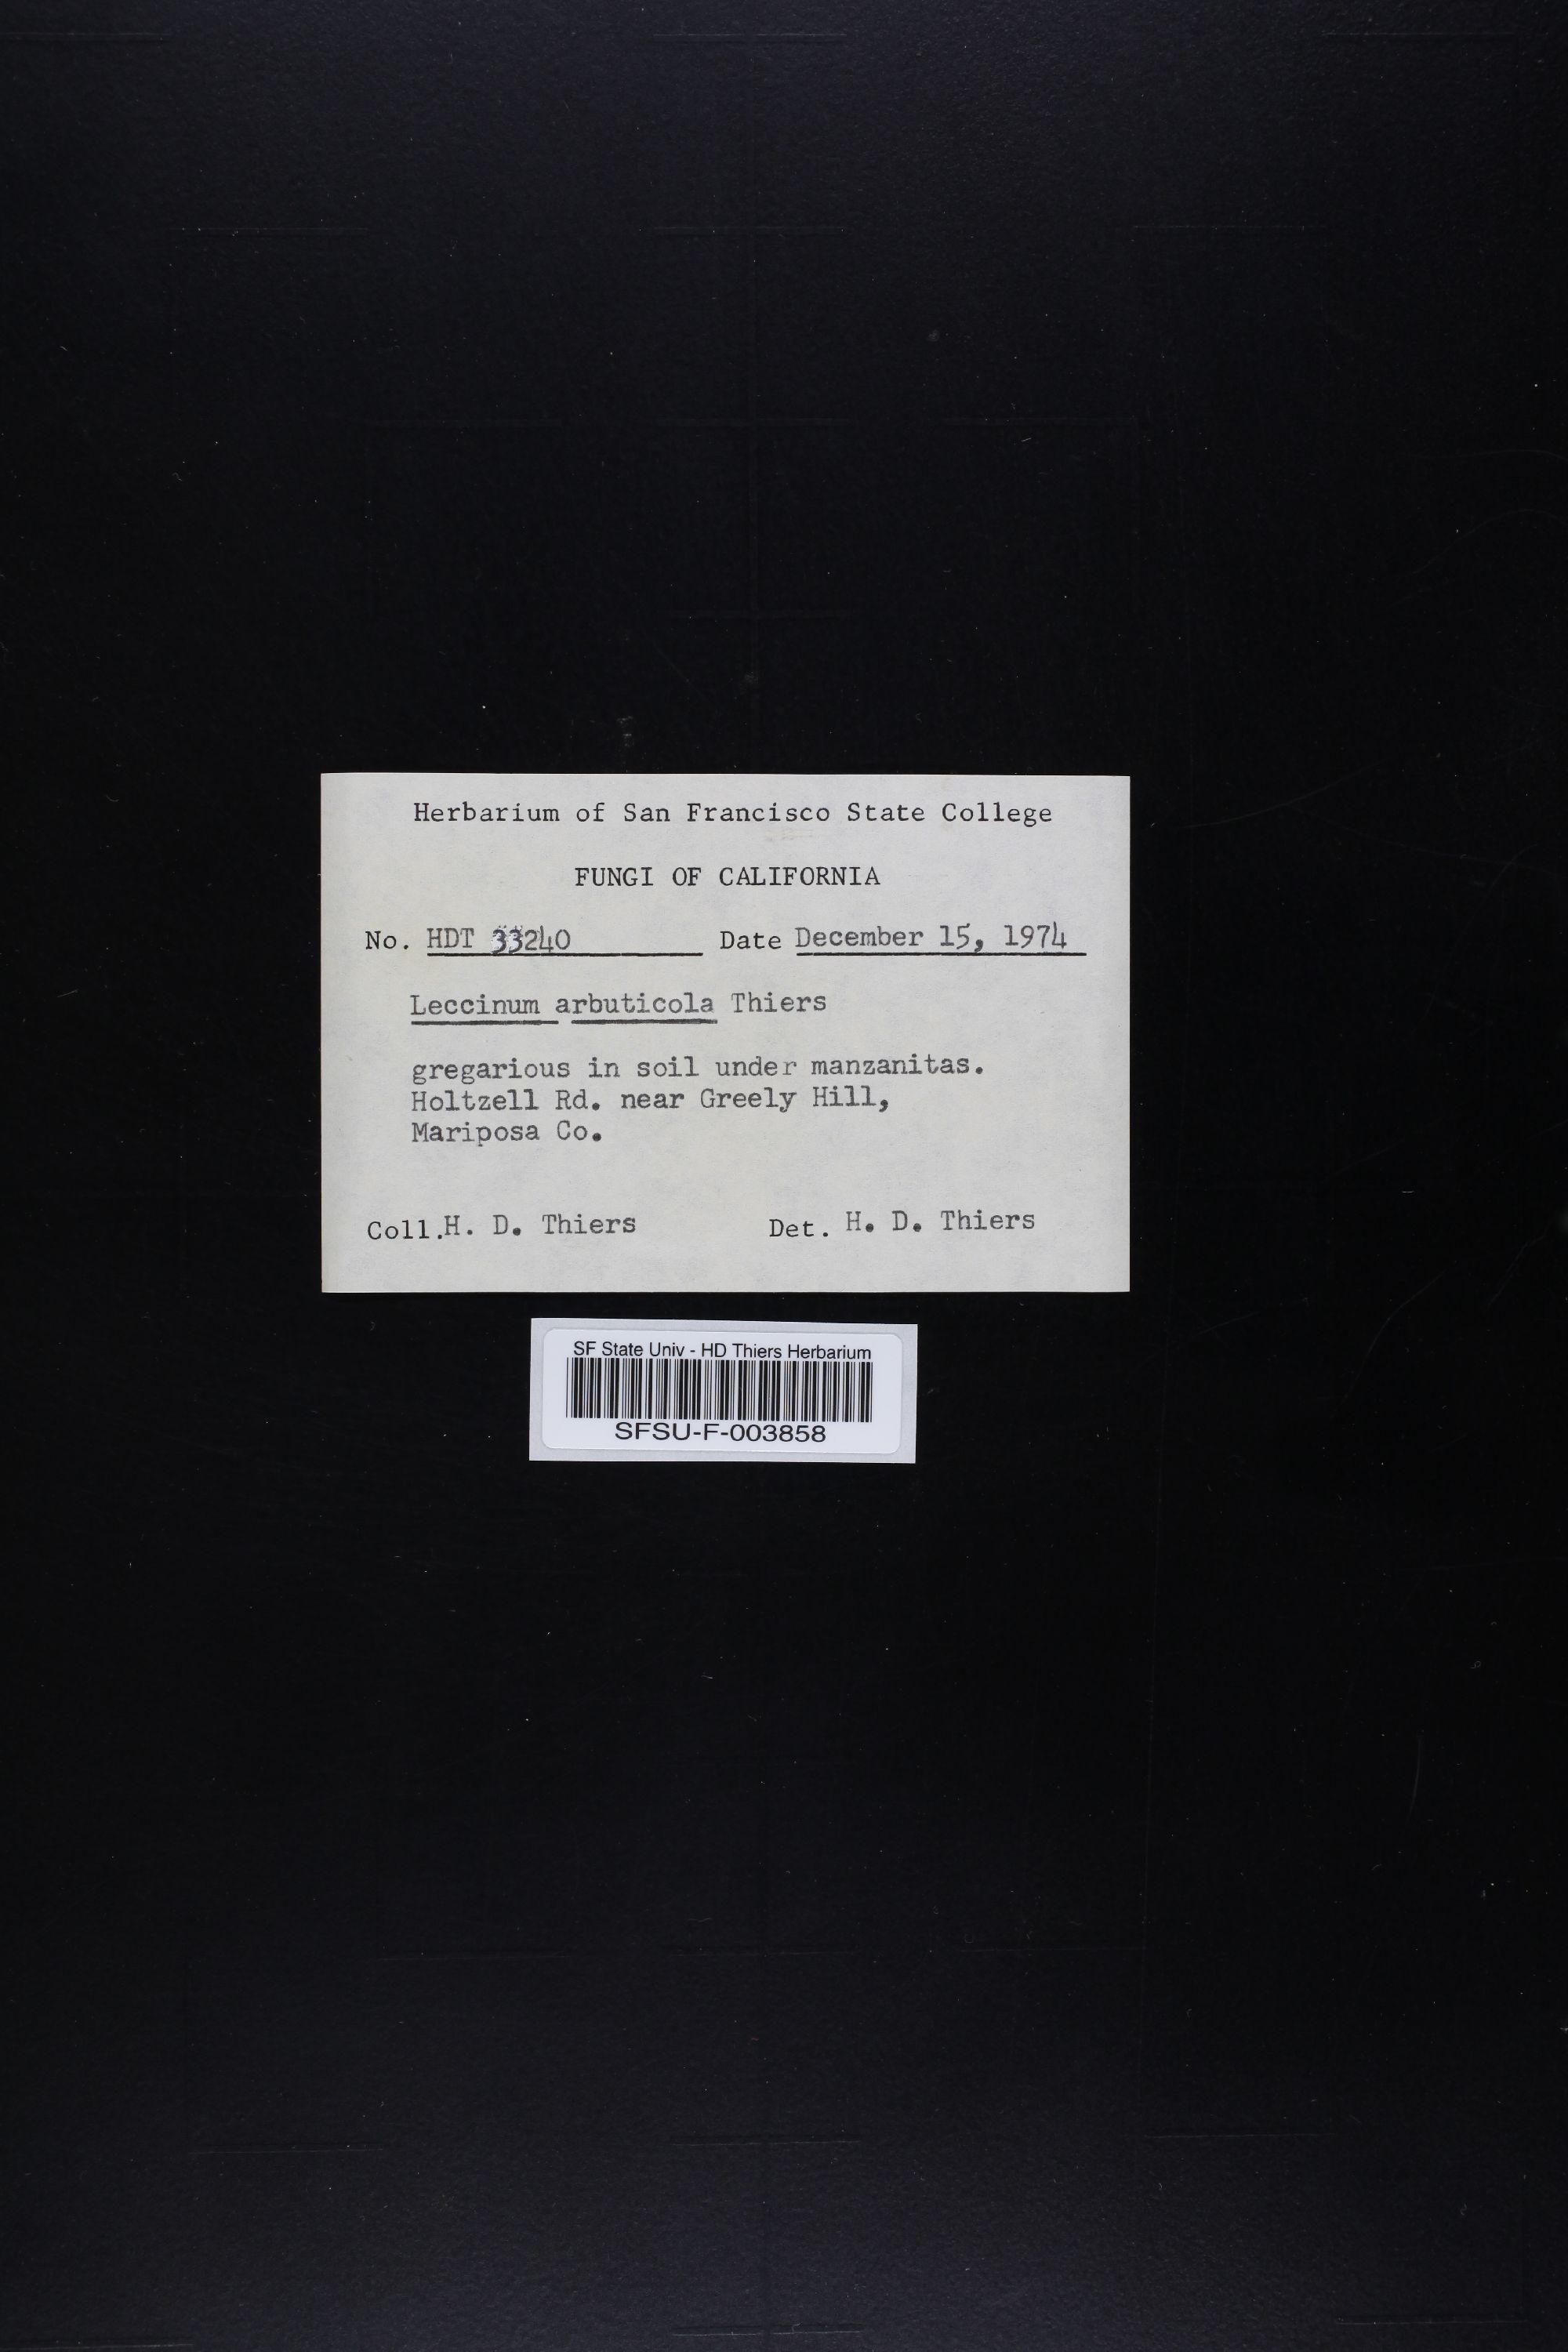 Herbarium of San Francisco State College
FUNGI OF CALIFORNIA
No. HDT 33240 Date December 15, 1974
Leccinum arbuticola Thiers
gregarious in soil under manzanitas.
Holtzell Rd. near Greely Hill,
Mariposa Co.
Coll. H. D. Thiers Det. H. D. Thiers
SF State Univ - HD Thiers Herbarium
SFSU-F-003858